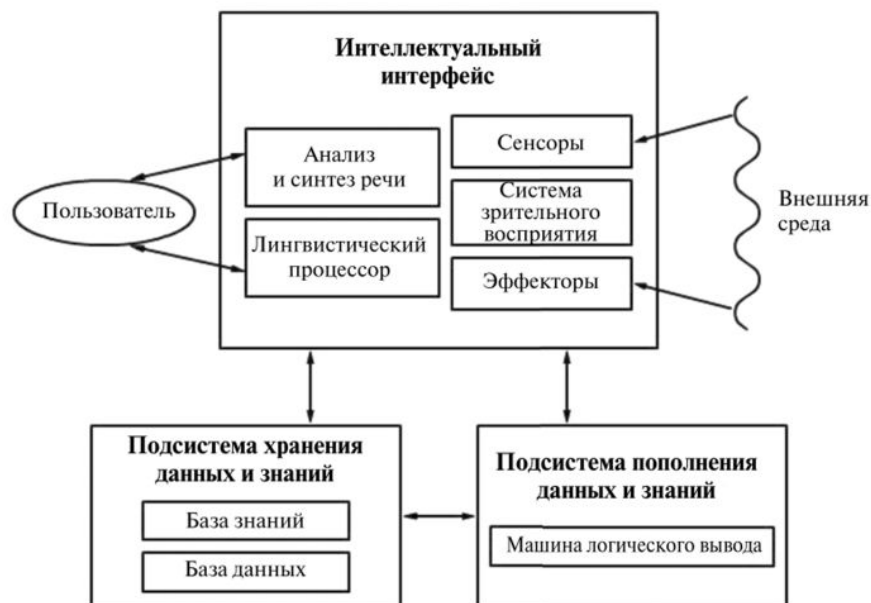 Интеллектуальный
интерфейс
Анализ
и синтез речи
Лингвистический
процессор
Сенсоры
Система
зрительного
восприятия
Эффекторы
Пользователь
Внешняя
среда
Подсистема хранения
данных и знаний
База знаний
База данных
Подсистема пополнения
данных и знаний
Машина логического вывода